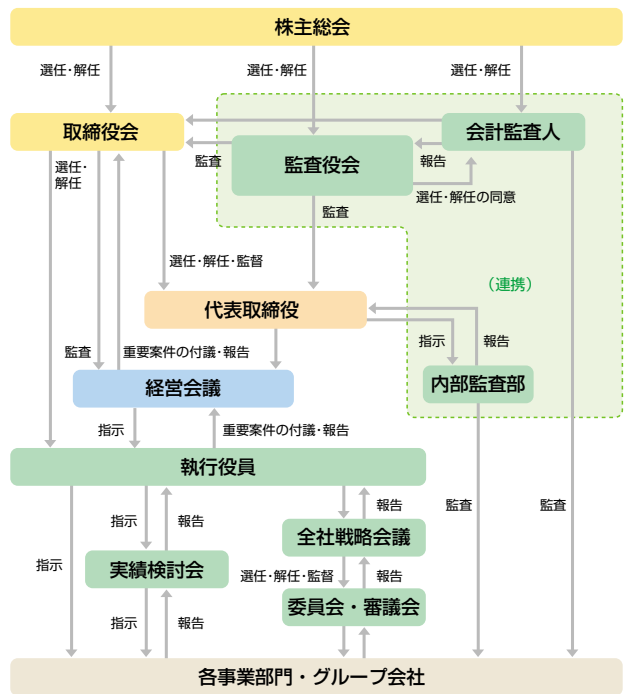 株主総会
選任・解任
選任・解任
選任・解任
取締役会
会計監査人
監査役会
監査
報告
選任・
解任
選任・解任の同意
監査
選任・解任・監督
（連携）
代表取締役
指示
報告
監査
重要案件の付議・報告
経営会議
内部監査部
指示
重要案件の付議・報告
執行役員
指示
指示
報告
報告
監査
監査
全社戦略会議
実績検討会
選任・解任・監督
報告
委員会・審議会
指示
報告
各事業部門・グループ会社